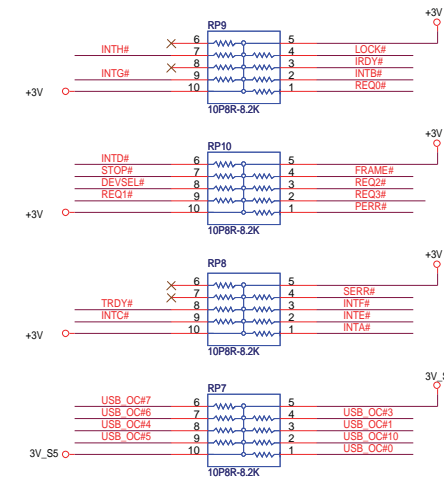 +3V
RP9
6 5
INTH# 7 4 LOCK#
8 3 IRDY#
INTG# 9 2 INTB#
+3V 10 1 REQ0#
10P8R-8.2K
+3V
RP10
INTD# 6 5
STOP# 7 4 FRAME#
DEVSEL# 8 3 REQ2#
REQ1# 9 2 REQ3#
+3V 10 1 PERR#
10P8R-8.2K
+3V
RP8
6 5
7 4 SERR#
TRDY# 8 3 INTF#
INTC# 9 2 INTE#
+3V 10 1 INTA#
10P8R-8.2K
3V_S
RP7
USB_OC#7 6 5
USB_OC#6 7 4 USB_OC#3
USB_OC#4 8 3 USB_OC#1
USB_OC#5 9 2 USB_OC#10
3V_S5 10 1 USB_OC#0
10P8R-8.2K